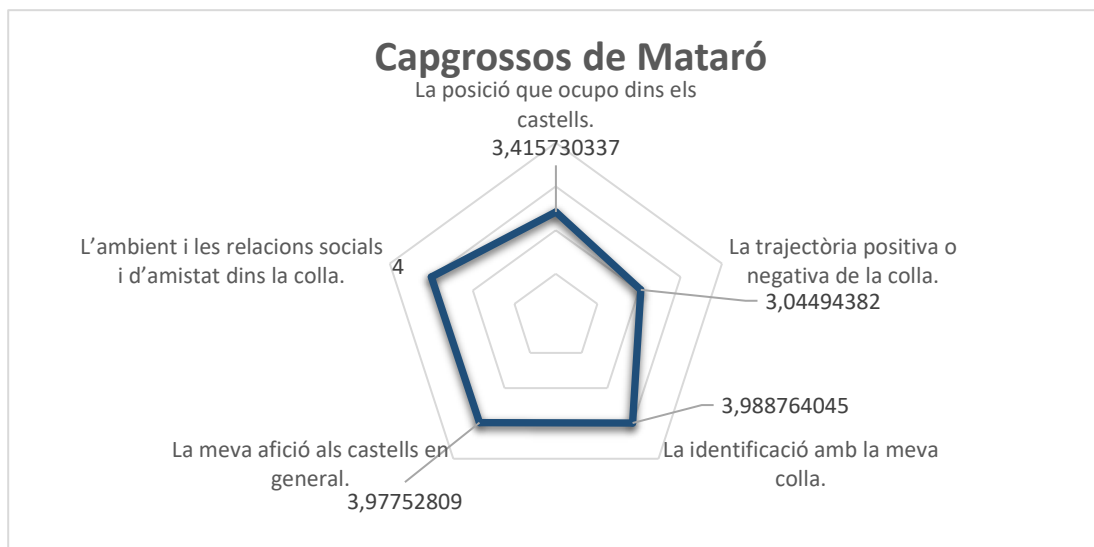 Capgrossos de Mataró
La posició que ocupo dins els
castells.
3,415730337
La trajectòria positiva o
negativa de la colla.
3,04494382
3,988764045
La identificació amb la meva
colla.
La meva afició als castells en
general.
3,97752809
L’ambient i les relacions socials
i d’amistat dins la colla.
4